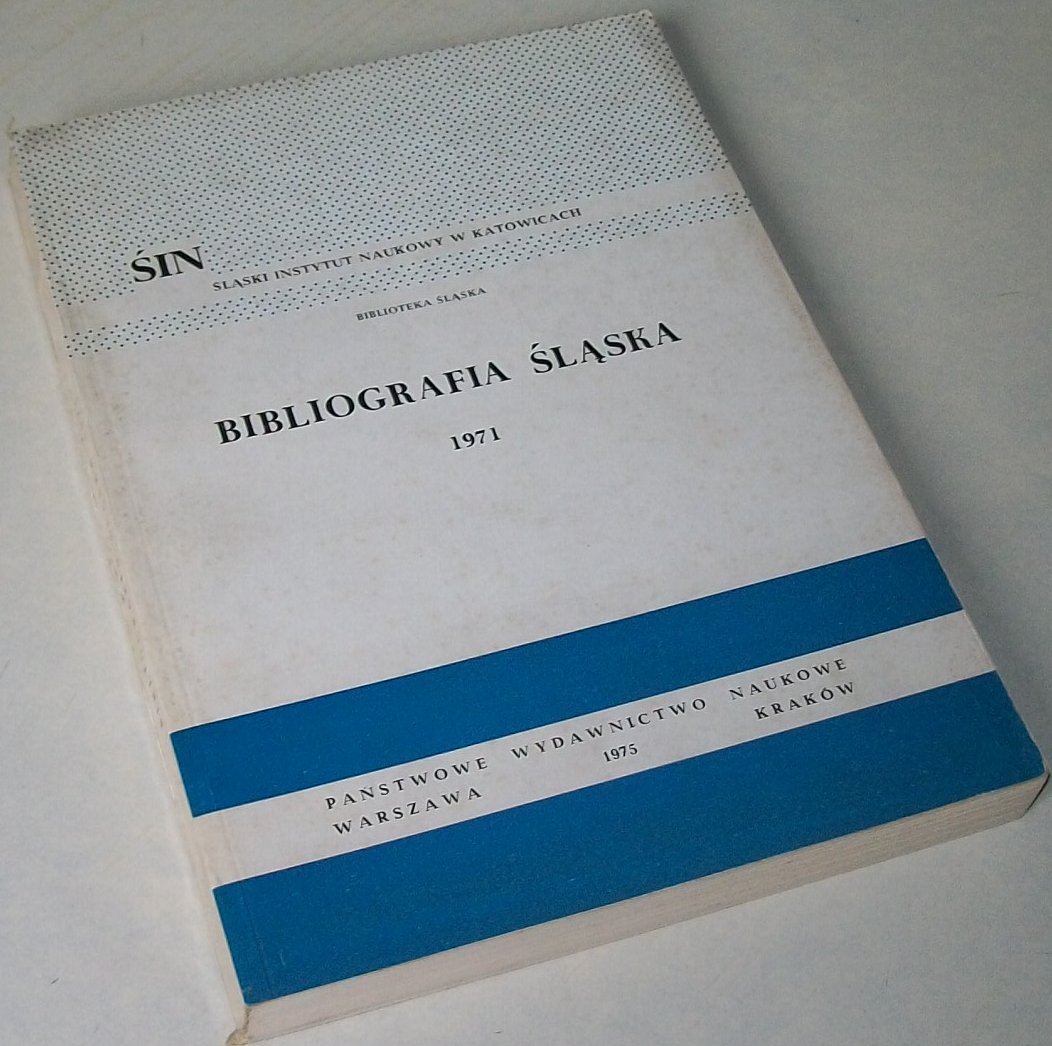 ŚIN
ŚLĄSKI INSTYTUT NAUKOWY W KATOWICACH
BIBLIOTEKA ŚLĄSKA
BIBLIOGRAFIA ŚLĄSKA
1971
PAŃSTWOWE WYDAWNICTWO NAUKOWE
WARSZAWA 1975 KRAKÓW